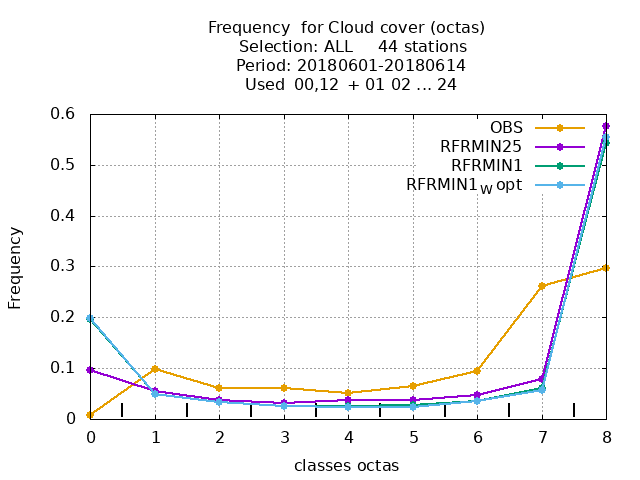 Frequency for Cloud cover (octas)
Selection: ALL 44 stations
Period: 20180601-20180614
Used 00,12 + 01 02 ... 24
0.6
0.5
0.4
0.3
0.2
0.1
0
Frequency
OBS
RFRMIN25
RFRMIN1
RFRMIN1W opt
0 1 2 3 4 5 6 7 8
classes octas